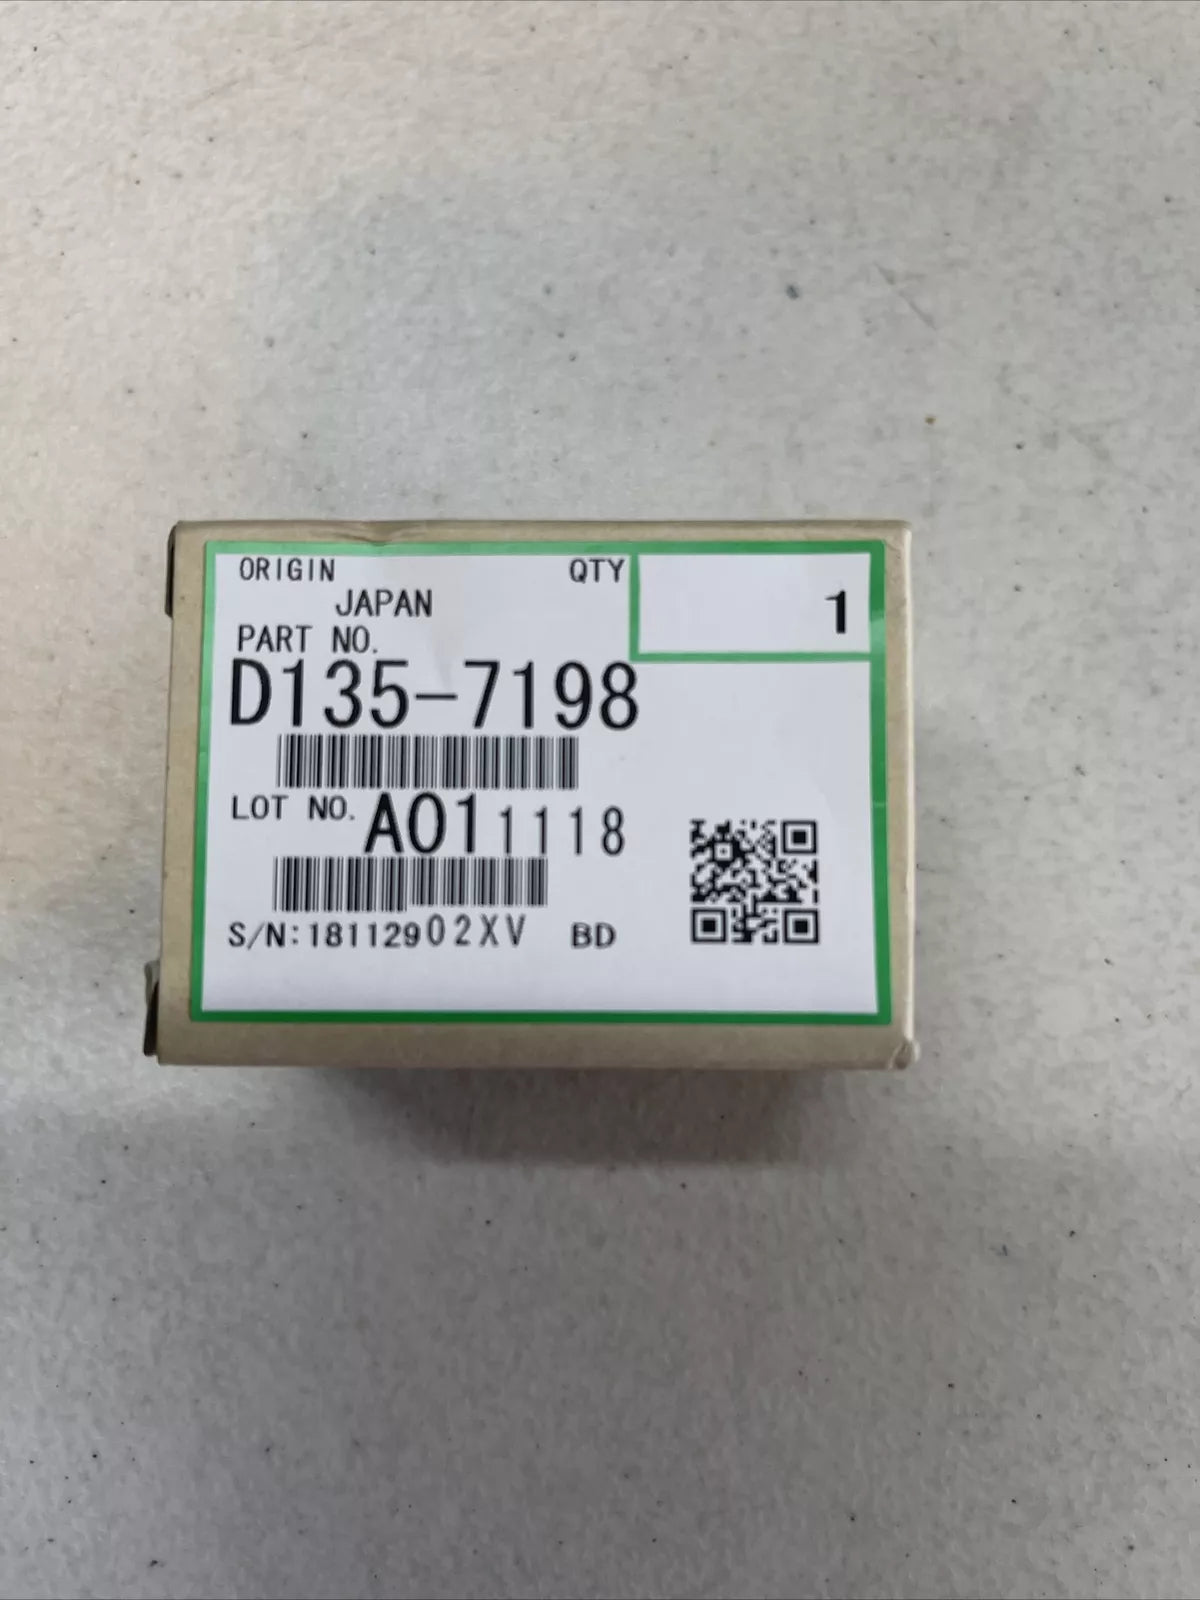 ORIGIN QTY 1
JAPAN
PART NO.
D135-7198
LOT NO. A011118
S/N:18112902XV BD